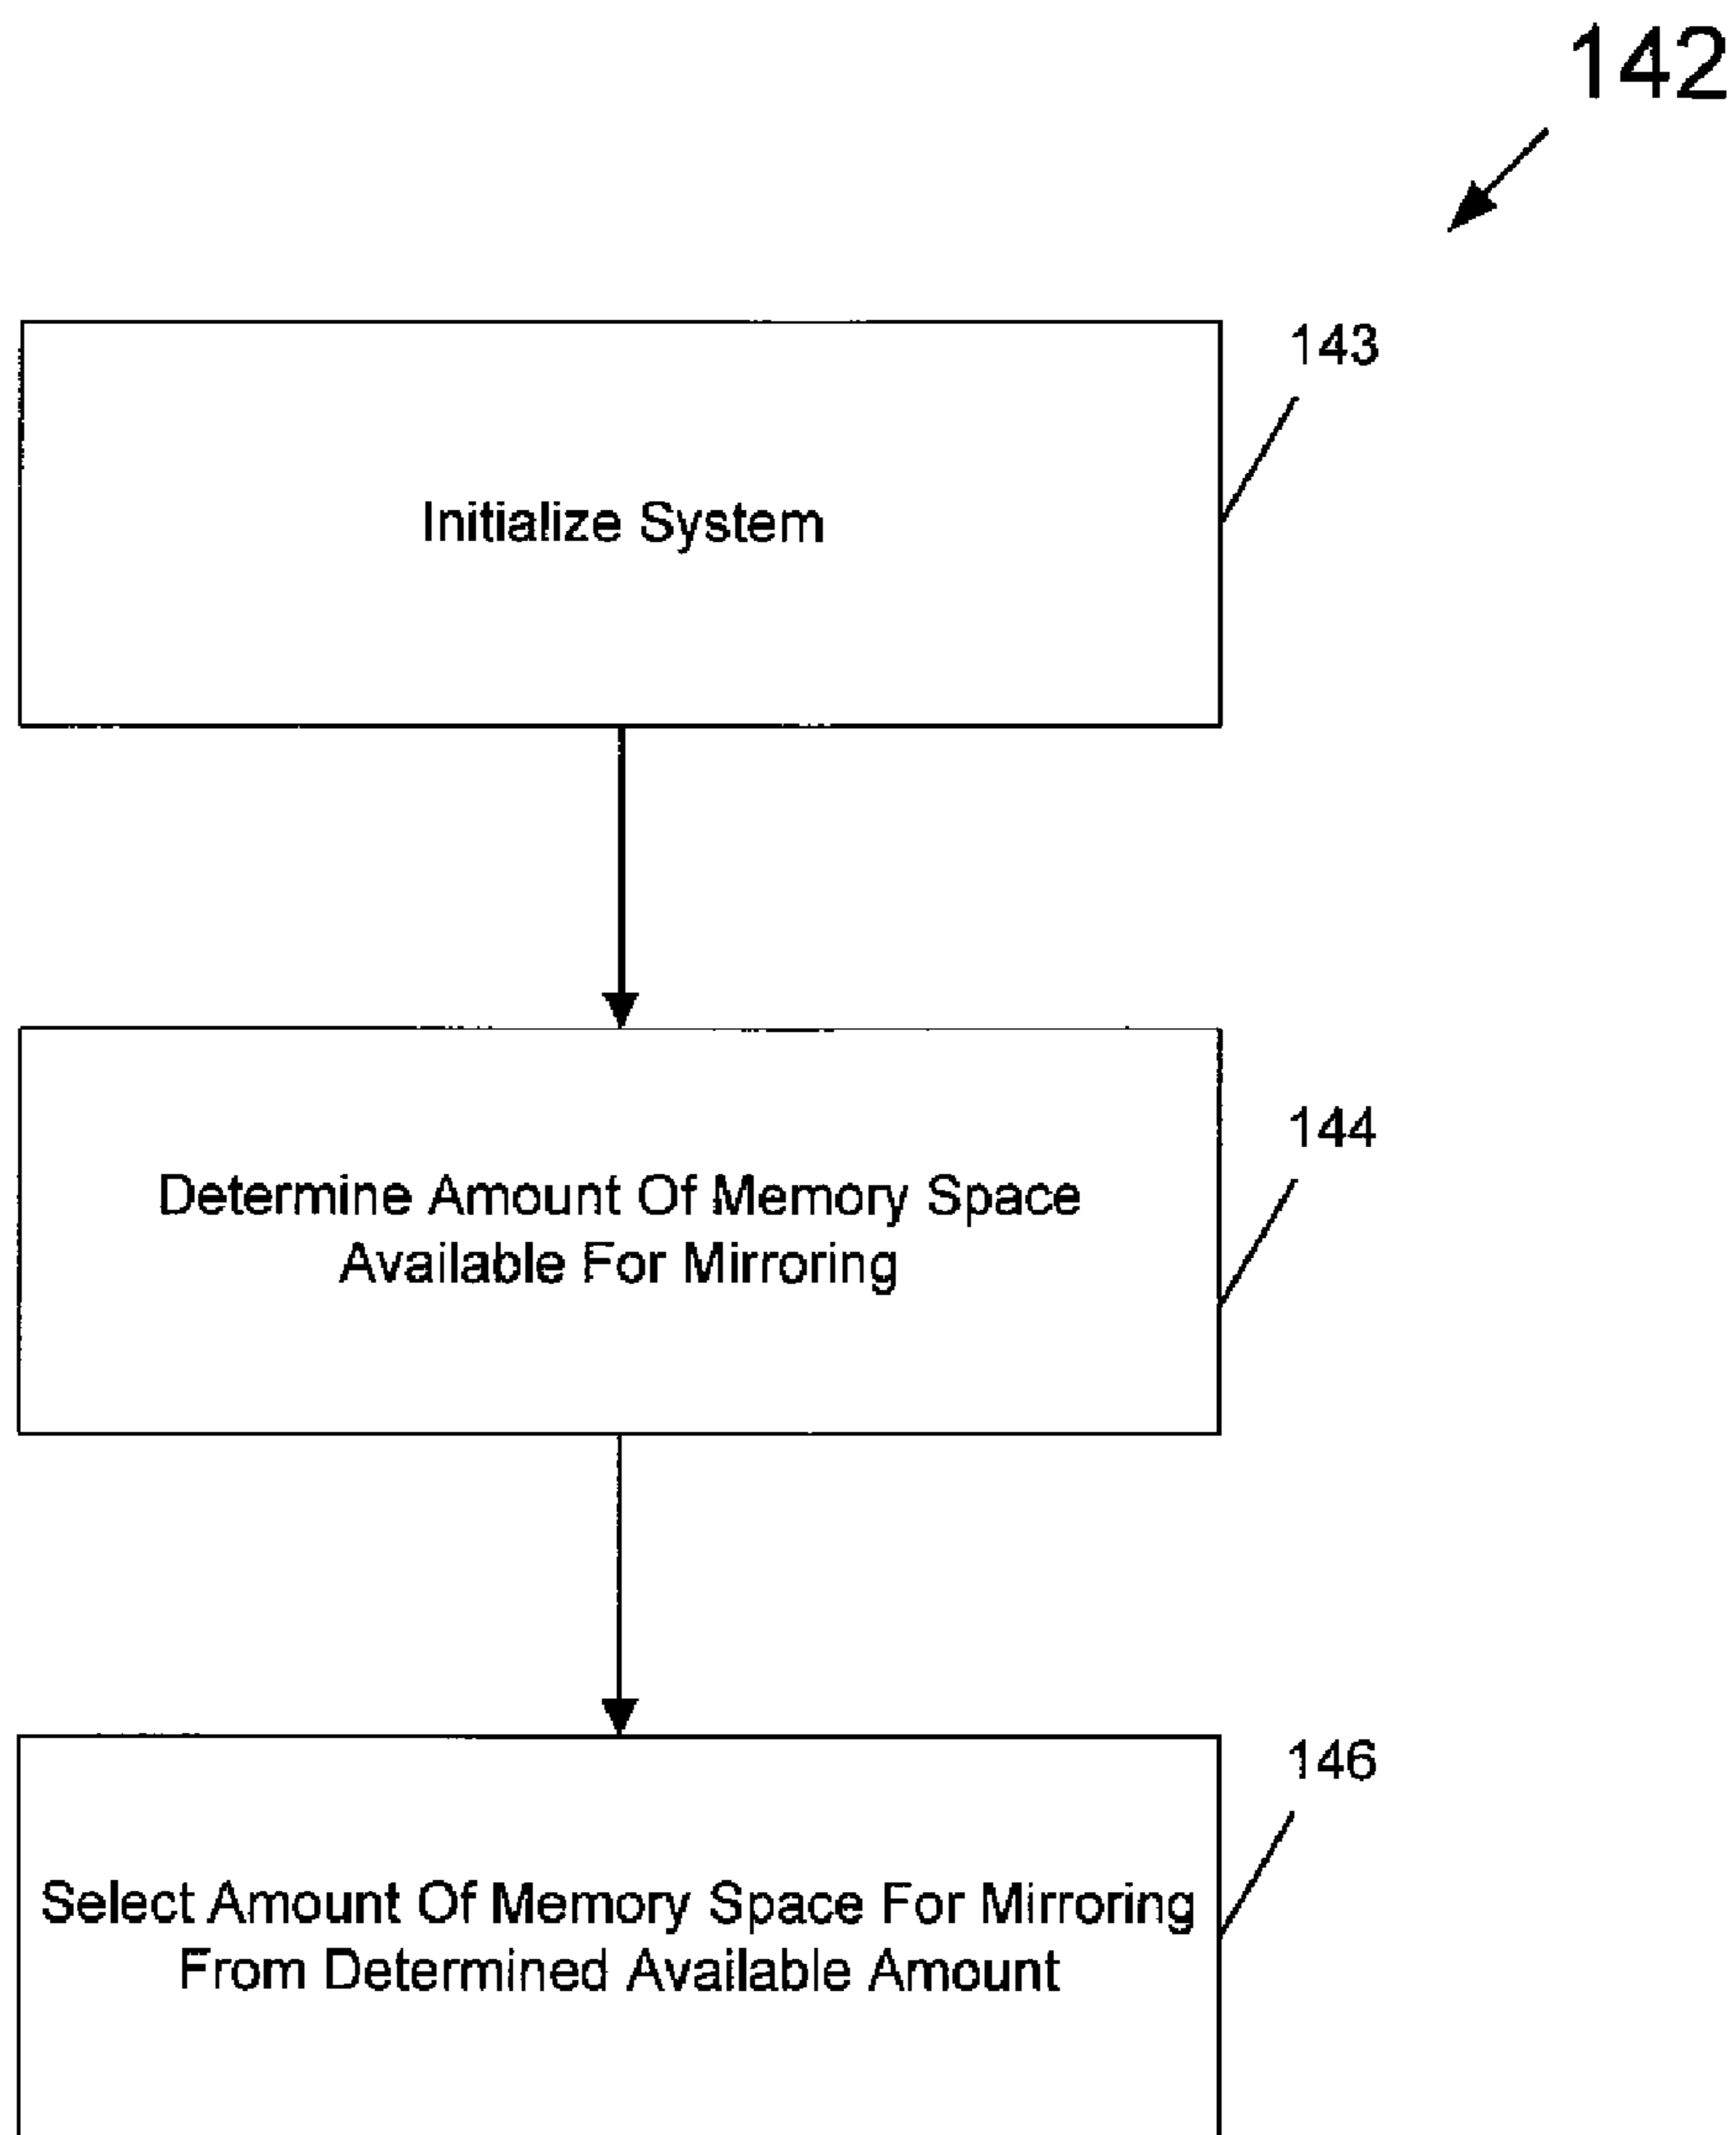 142
143
Initialize System
144
Determine Amount Of Memory Space
Available For Mirroring
146
Select Amount Of Memory Space For Mirroring
From Determined Available Amount